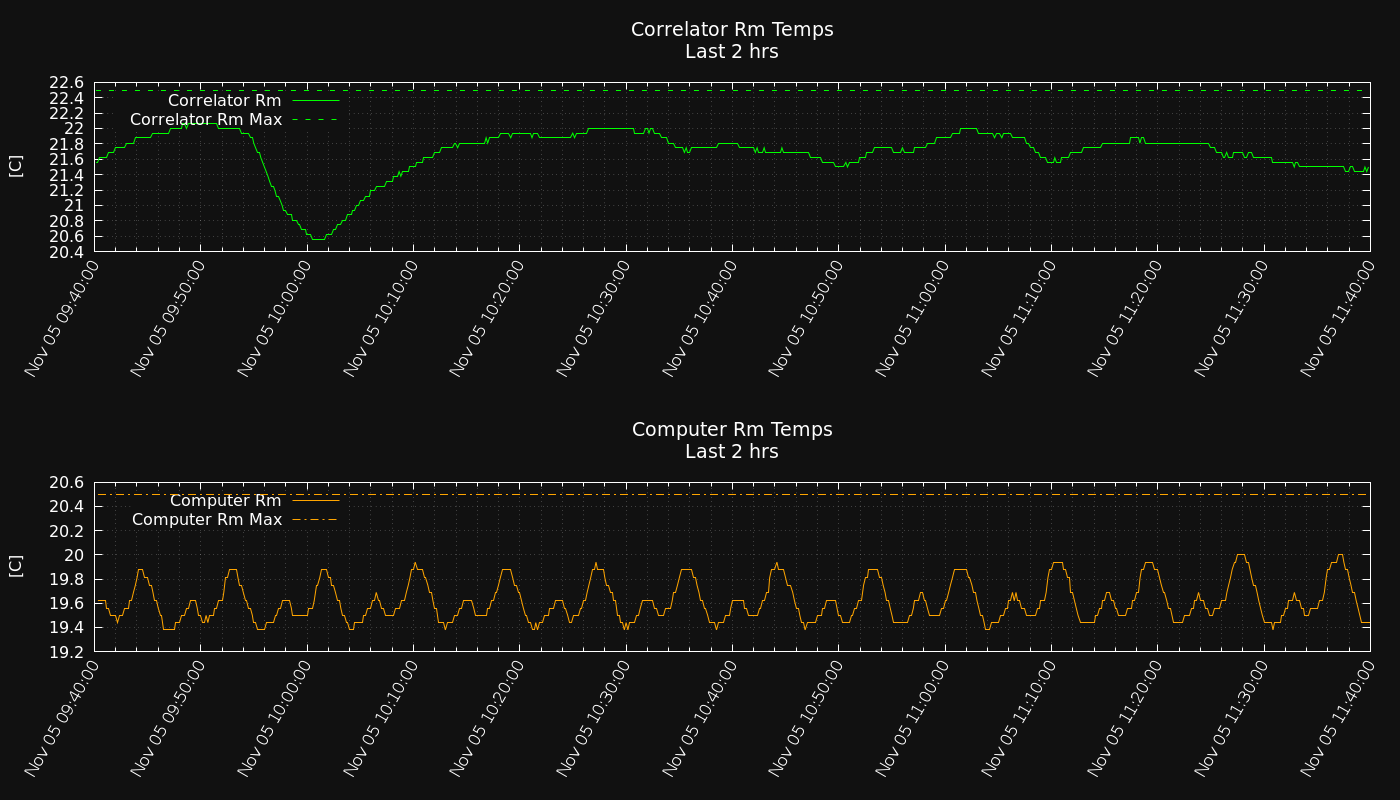 Correlator Rm Temps
Last 2 hrs
22.6
22.4
22.2
22
21.8
21.6
21.4
21.2
21
20.8
20.6
20.4
[C]
Correlator Rm
Correlator Rm Max
Nov 05 09:40:00
Nov 05 09:50:00
Nov 05 10:00:00
Nov 05 10:10:00
Nov 05 10:20:00
Nov 05 10:30:00
Nov 05 10:40:00
Nov 05 10:50:00
Nov 05 11:00:00
Nov 05 11:10:00
Nov 05 11:20:00
Nov 05 11:30:00
Nov 05 11:40:00
Computer Rm Temps
Last 2 hrs
20.6
20.4
20.2
20
19.8
19.6
19.4
19.2
[C]
Computer Rm
Computer Rm Max
Nov 05 09:40:00
Nov 05 09:50:00
Nov 05 10:00:00
Nov 05 10:10:00
Nov 05 10:20:00
Nov 05 10:30:00
Nov 05 10:40:00
Nov 05 10:50:00
Nov 05 11:00:00
Nov 05 11:10:00
Nov 05 11:20:00
Nov 05 11:30:00
Nov 05 11:40:00